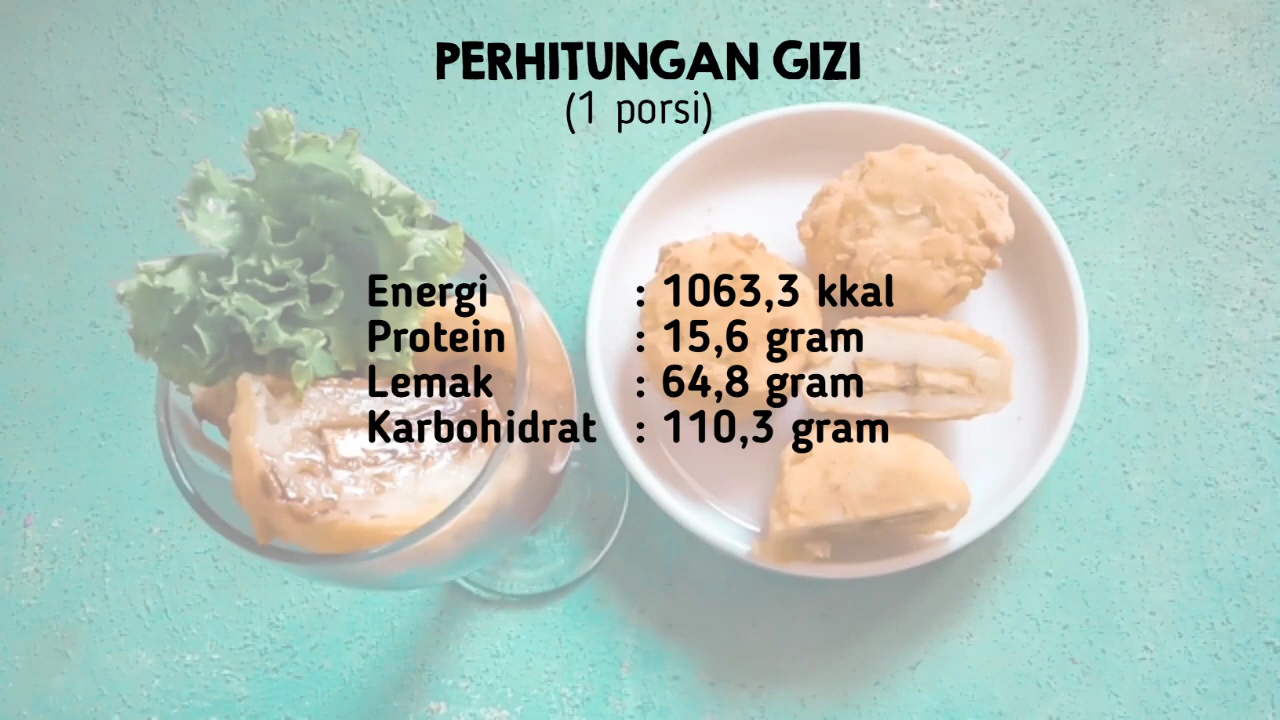 PERHITUNGAN GIZI
(1 porsi)
Energi : 1063,3 kkal
Protein : 15,6 gram
Lemak : 64,8 gram
Karbohidrat : 110,3 gram